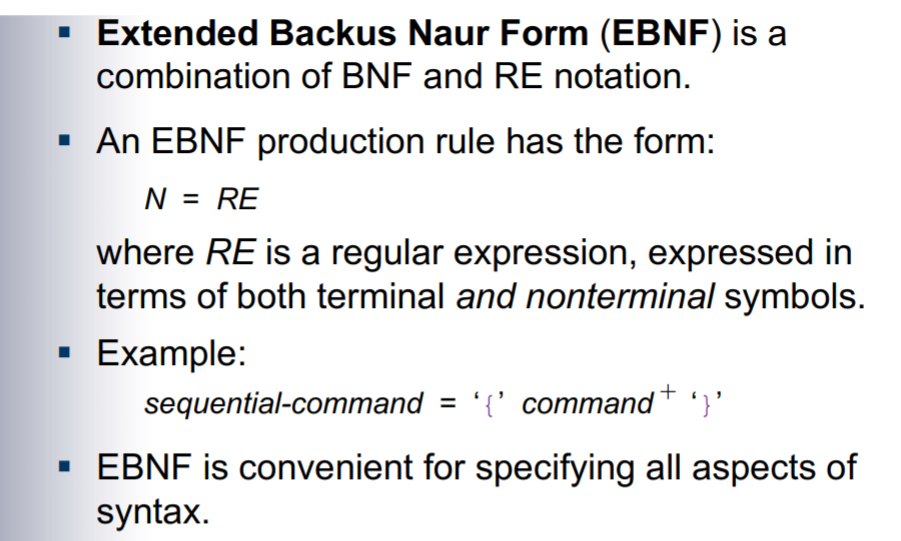 ▪ Extended Backus Naur Form (EBNF) is a
combination of BNF and RE notation.
▪ An EBNF production rule has the form:
N = RE
where RE is a regular expression, expressed in
terms of both terminal and nonterminal symbols.
▪ Example:
sequential-command = ‘{’ command⁺ ‘}’
▪ EBNF is convenient for specifying all aspects of
syntax.